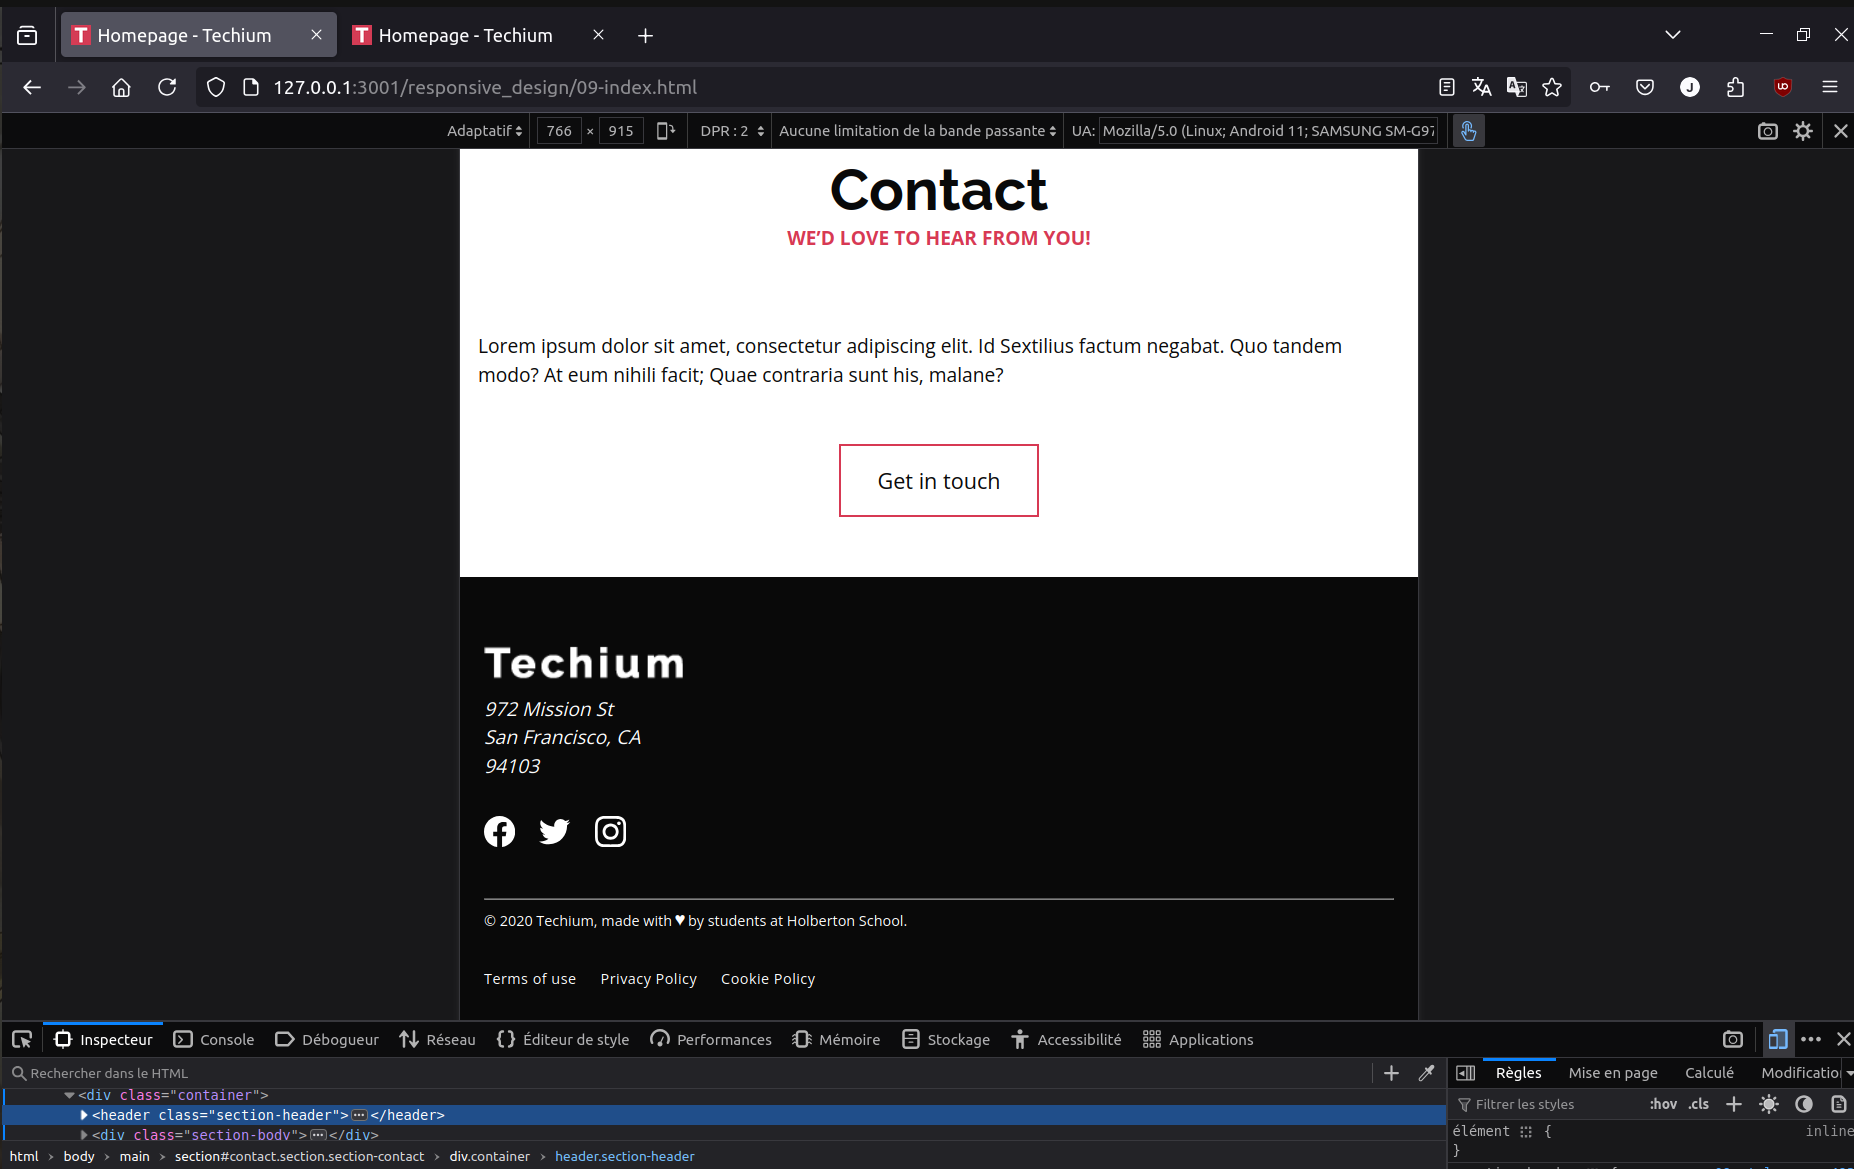 Homepage - Techium
Homepage - Techium
127.0.0.1:3001/responsive_design/09-index.html
Adaptatif 766 × 915 DPR : 2 Aucune limitation de la bande passante UA: Mozilla/5.0 (Linux; Android 11; SAMSUNG SM-G97
Contact
WE'D LOVE TO HEAR FROM YOU!
Lorem ipsum dolor sit amet, consectetur adipiscing elit. Id Sextilius factum negabat. Quo tandem
modo? At eum nihili facit; Quae contraria sunt his, malane?
Get in touch
Techium
972 Mission St
San Francisco, CA
94103
© 2020 Techium, made with ♥ by students at Holberton School.
Terms of use Privacy Policy Cookie Policy
Inspecteur Console Débogueur Réseau Éditeur de style Performances Mémoire Stockage Accessibilité Applications
Rechercher dans le HTML
Règles Mise en page Calculé Modification
<div class="container">
<header class="section-header"> ... </header>
<div class="section-body"> ... </div>
Filtrer les styles :hov .cls
élément { inline
}
html > body > main > section#contact.section.section-contact > div.container > header.section-header